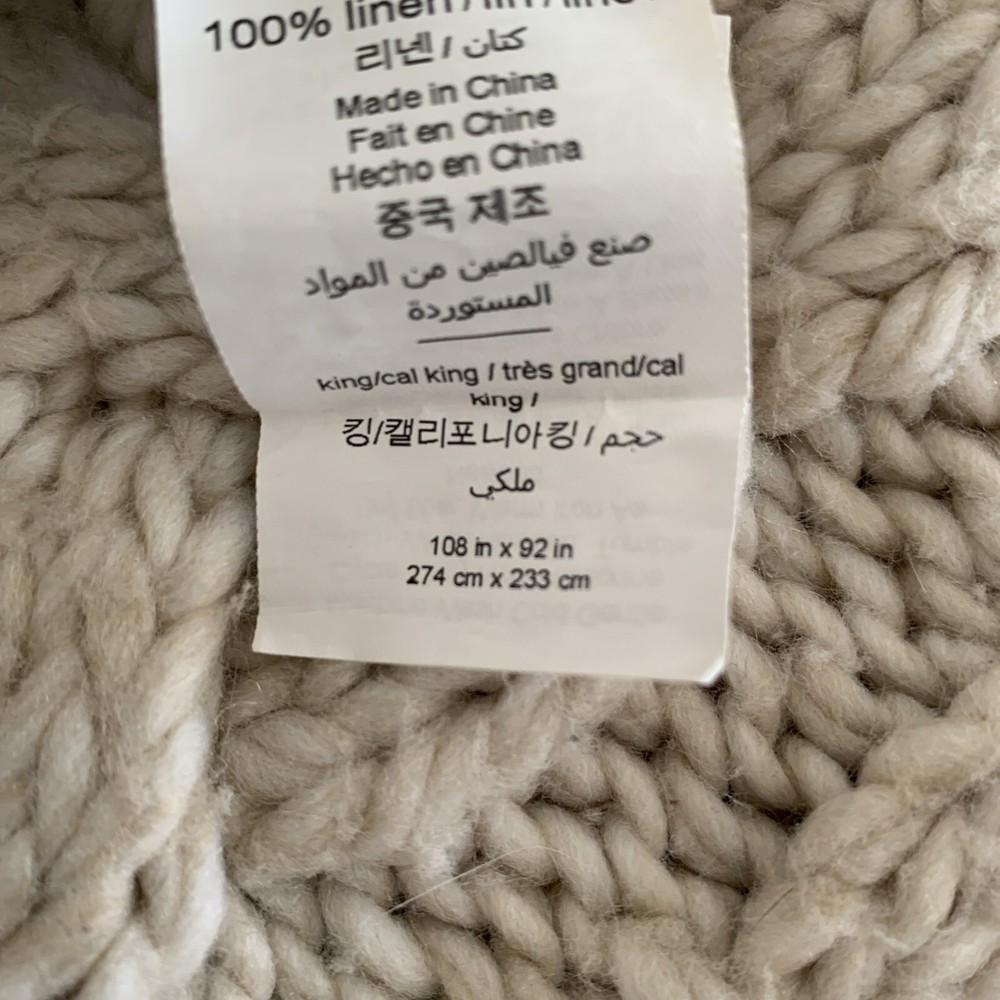 100% linen / lin / lino
리넨 / كتان
Made in China
Fait en Chine
Hecho en China
중국 제조
صنع فيالصين من المواد
المستوردة
king/cal king / très grand/cal
king /
킹/캘리포니아킹 / حجم
ملكي
108 in x 92 in
274 cm x 233 cm